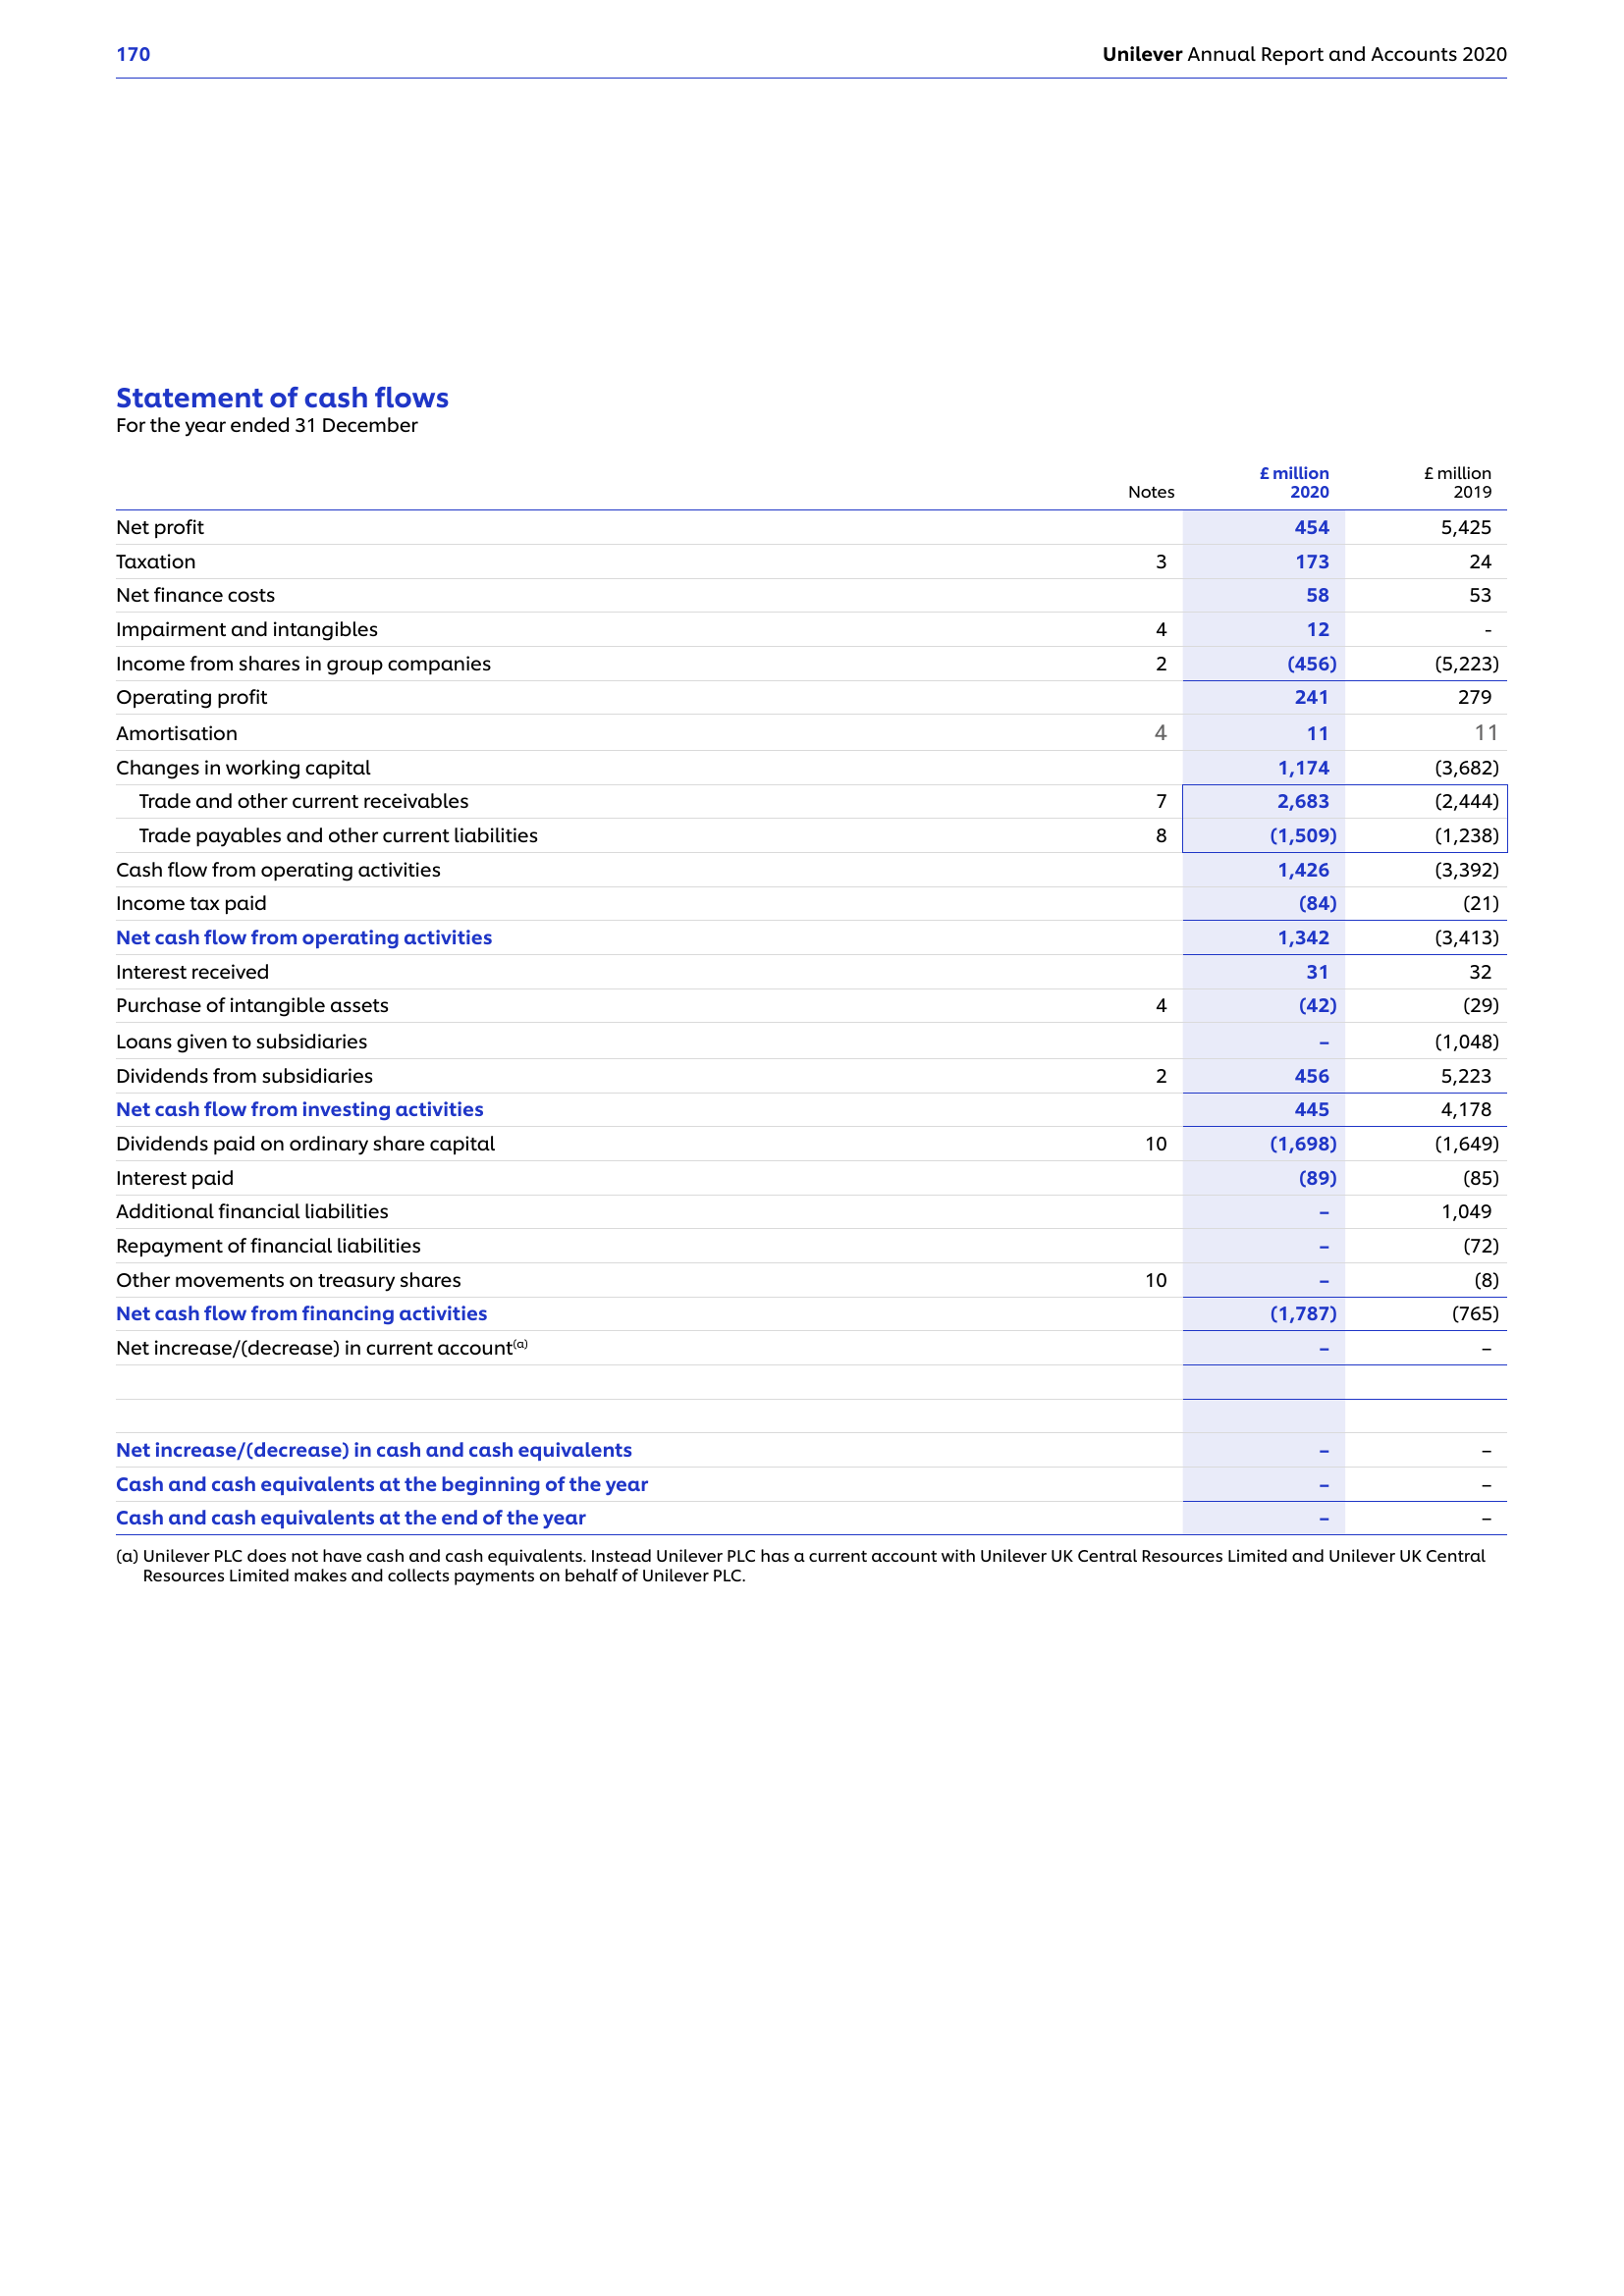 170 Unilever Annual Report and Accounts 2020
Statement of cash flows
For the year ended 31 December
£ million £ million
Notes 2020 2019
Net profit 454 5,425
Taxation 3 173 24
Net finance costs 58 53
Impairment and intangibles 4 12 -
Income from shares in group companies 2 (456) (5,223)
Operating profit 241 279
Amortisation 4 11 11
Changes in working capital 1,174 (3,682)
Trade and other current receivables 7 2,683 (2,444)
Trade payables and other current liabilities 8 (1,509) (1,238)
Cash flow from operating activities 1,426 (3,392)
Income tax paid (84) (21)
Net cash flow from operating activities 1,342 (3,413)
Interest received 31 32
Purchase of intangible assets 4 (42) (29)
Loans given to subsidiaries – (1,048)
Dividends from subsidiaries 2 456 5,223
Net cash flow from investing activities 445 4,178
Dividends paid on ordinary share capital 10 (1,698) (1,649)
Interest paid (89) (85)
Additional financial liabilities – 1,049
Repayment of financial liabilities – (72)
Other movements on treasury shares 10 – (8)
Net cash flow from financing activities (1,787) (765)
Net increase/(decrease) in current account(a) – –
Net increase/(decrease) in cash and cash equivalents – –
Cash and cash equivalents at the beginning of the year – –
Cash and cash equivalents at the end of the year – –
(a) Unilever PLC does not have cash and cash equivalents. Instead Unilever PLC has a current account with Unilever UK Central Resources Limited and Unilever UK Central
Resources Limited makes and collects payments on behalf of Unilever PLC.